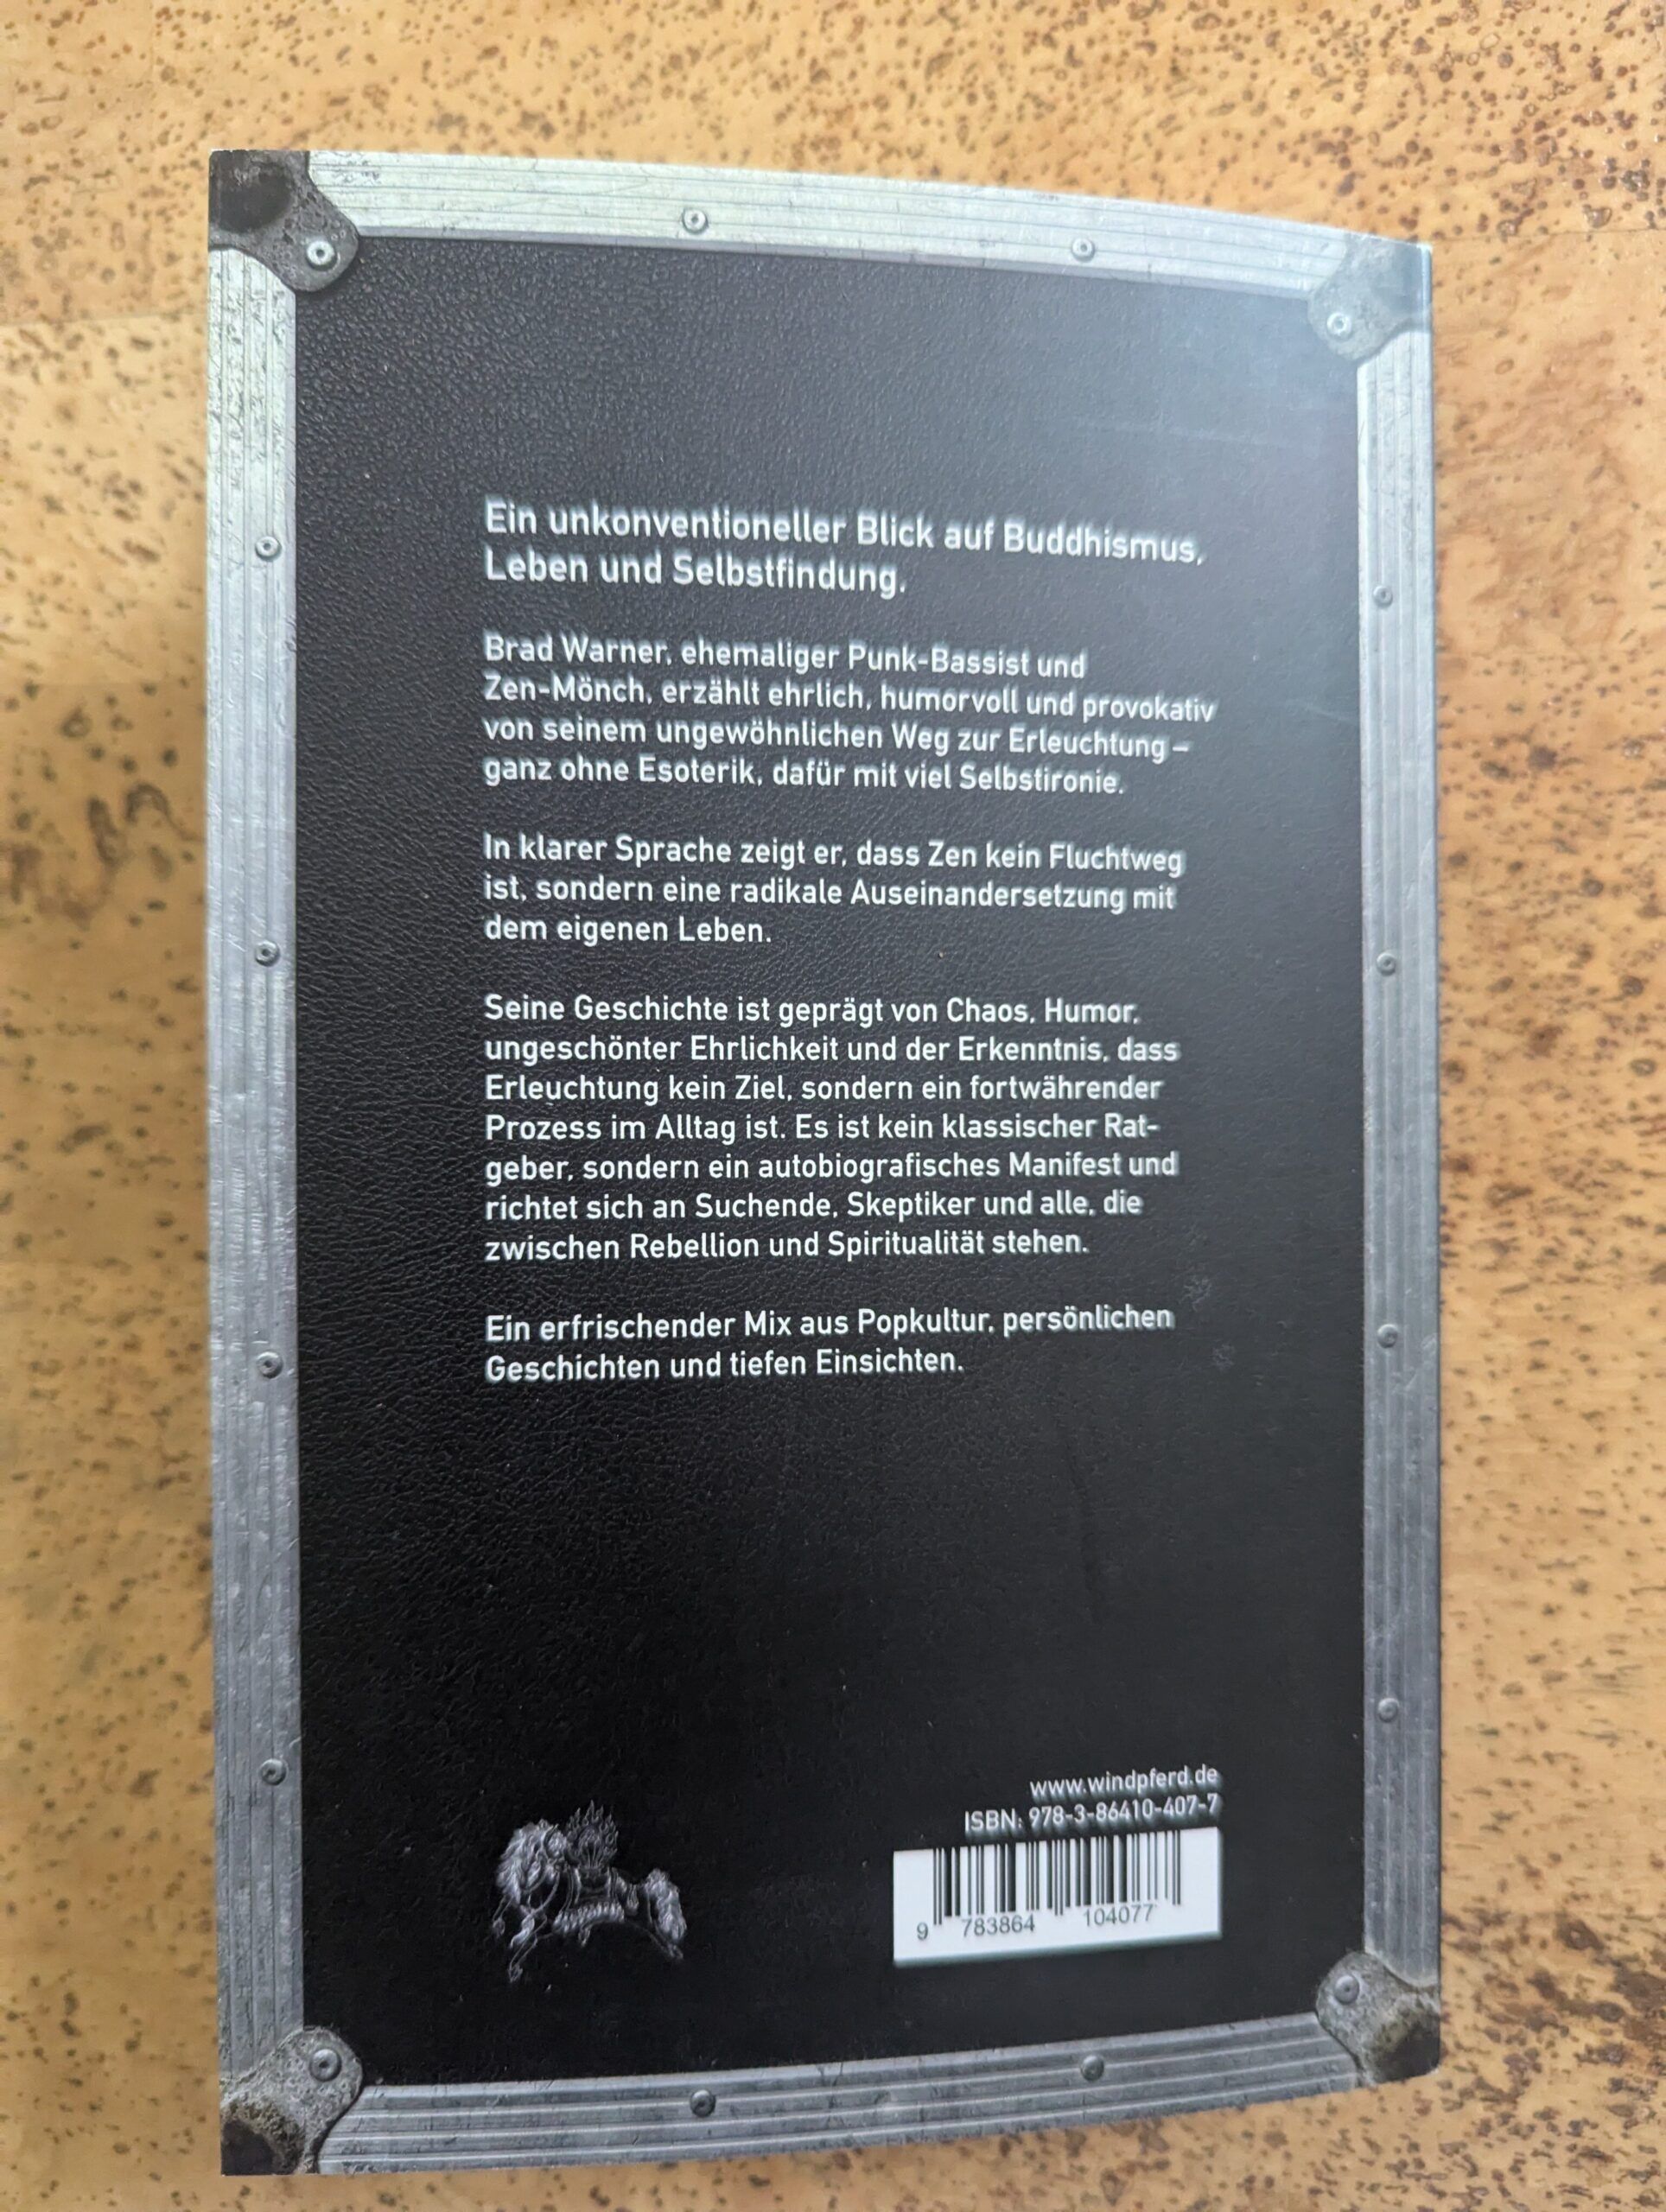 Ein unkonventioneller Blick auf Buddhismus,
Leben und Selbstfindung.
Brad Warner, ehemaliger Punk-Bassist und
Zen-Mönch, erzählt ehrlich, humorvoll und provokativ
von seinem ungewöhnlichen Weg zur Erleuchtung –
ganz ohne Esoterik, dafür mit viel Selbstironie.
In klarer Sprache zeigt er, dass Zen kein Fluchtweg
ist, sondern eine radikale Auseinandersetzung mit
dem eigenen Leben.
Seine Geschichte ist geprägt von Chaos, Humor,
ungeschönter Ehrlichkeit und der Erkenntnis, dass
Erleuchtung kein Ziel, sondern ein fortwährender
Prozess im Alltag ist. Es ist kein klassischer Rat-
geber, sondern ein autobiografisches Manifest und
richtet sich an Suchende, Skeptiker und alle, die
zwischen Rebellion und Spiritualität stehen.
Ein erfrischender Mix aus Popkultur, persönlichen
Geschichten und tiefen Einsichten.
www.windpferd.de
ISBN: 978-3-86410-407-7
9 783864 104077